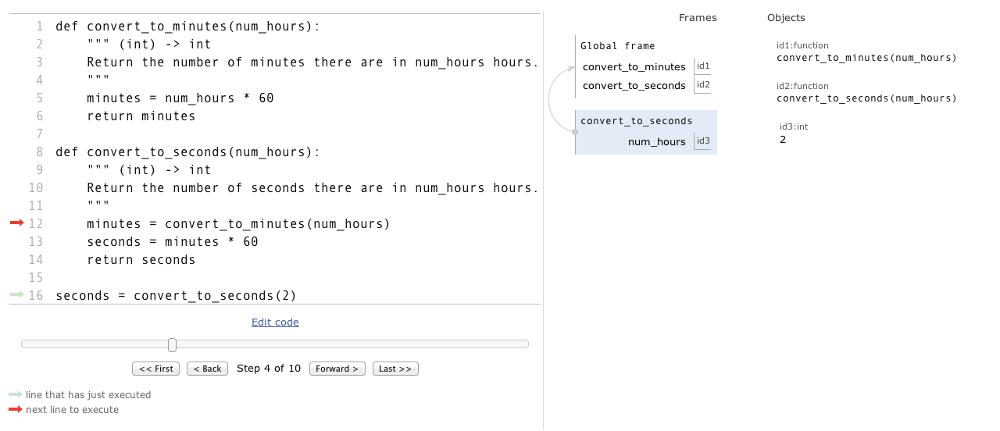 1 def convert_to_minutes(num_hours):
2     """ (int) -> int
3     Return the number of minutes there are in num_hours hours.
4     """
5     minutes = num_hours * 60
6     return minutes
7
8 def convert_to_seconds(num_hours):
9     """ (int) -> int
10     Return the number of seconds there are in num_hours hours.
11     """
12     minutes = convert_to_minutes(num_hours)
13     seconds = minutes * 60
14     return seconds
15
16 seconds = convert_to_seconds(2)
Edit code
<< First < Back Step 4 of 10 Forward > Last >>
line that has just executed
next line to execute
Frames Objects
Global frame
convert_to_minutes id1
convert_to_seconds id2
convert_to_seconds
num_hours id3
id1:function
convert_to_minutes(num_hours)
id2:function
convert_to_seconds(num_hours)
id3:int
2